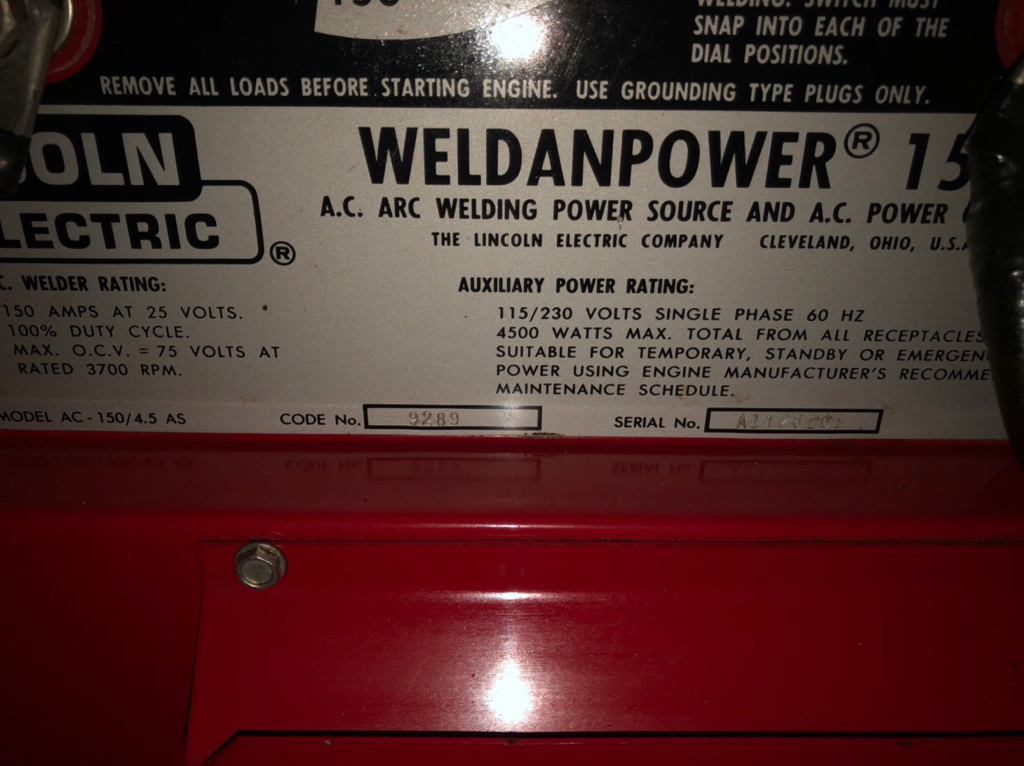 WELDING. SWITCH MUST
SNAP INTO EACH OF THE
DIAL POSITIONS.
REMOVE ALL LOADS BEFORE STARTING ENGINE. USE GROUNDING TYPE PLUGS ONLY.
OLN
LECTRIC ®
WELDANPOWER® 15
A.C. ARC WELDING POWER SOURCE AND A.C. POWER
THE LINCOLN ELECTRIC COMPANY CLEVELAND, OHIO, U.S.A
C. WELDER RATING:
150 AMPS AT 25 VOLTS.
100% DUTY CYCLE.
MAX. O.C.V. = 75 VOLTS AT
RATED 3700 RPM.
AUXILIARY POWER RATING:
115/230 VOLTS SINGLE PHASE 60 HZ
4500 WATTS MAX. TOTAL FROM ALL RECEPTACLES
SUITABLE FOR TEMPORARY, STANDBY OR EMERGEN
POWER USING ENGINE MANUFACTURER'S RECOMME
MAINTENANCE SCHEDULE.
MODEL AC-150/4.5 AS CODE No. 9289 SERIAL No.